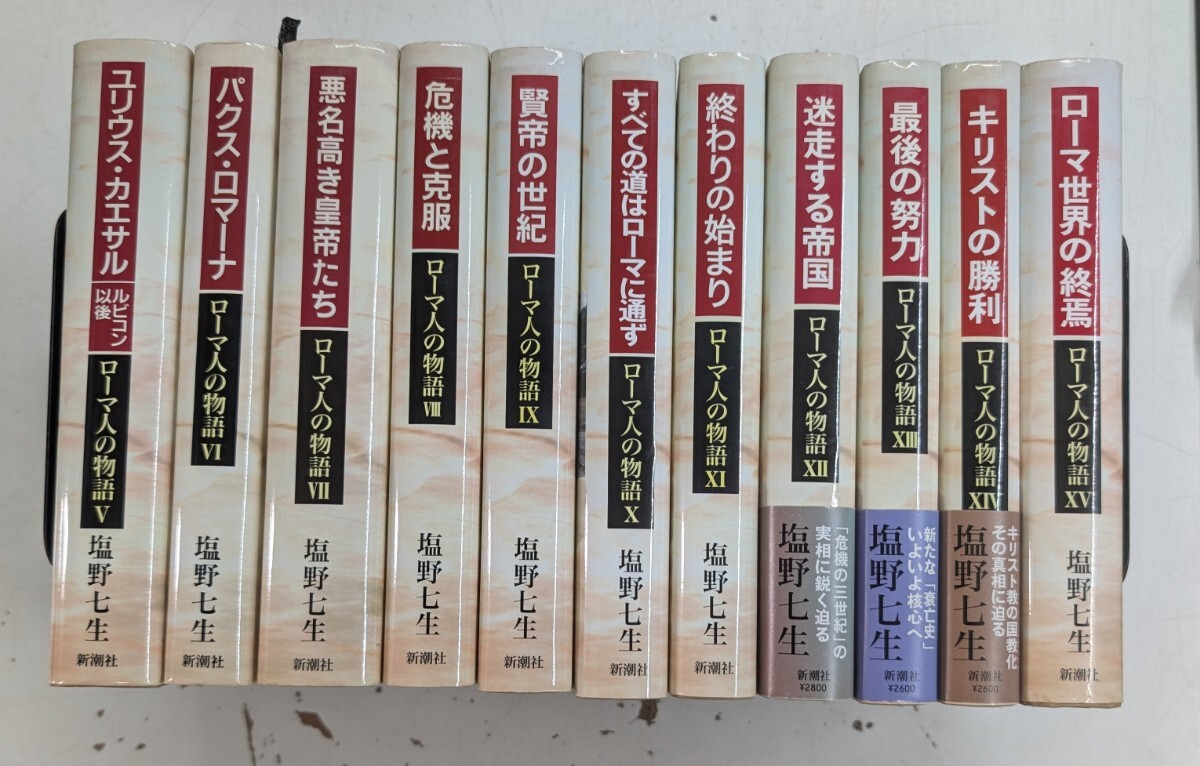 ユリウス・カエサル
ルビコン
以後
ローマ人の物語 V
塩野七生
新潮社
パクス・ロマーナ
ローマ人の物語 VI
塩野七生
新潮社
悪名高き皇帝たち
ローマ人の物語 VII
塩野七生
新潮社
危機と克服
ローマ人の物語 VIII
塩野七生
新潮社
賢帝の世紀
ローマ人の物語 IX
塩野七生
新潮社
すべての道はローマに通ず
ローマ人の物語 X
塩野七生
新潮社
終わりの始まり
ローマ人の物語 XI
塩野七生
新潮社
迷走する帝国
ローマ人の物語 XII
「危機の三世紀」の
実相に鋭く迫る
塩野七生
新潮社
¥2800
最後の努力
ローマ人の物語 XIII
新たな「衰亡史」
いよいよ核心へ
塩野七生
新潮社
¥2600
キリストの勝利
ローマ人の物語 XIV
キリスト教の国教化
その真相に迫る
塩野七生
新潮社
¥2600
ローマ世界の終焉
ローマ人の物語 XV
塩野七生
新潮社